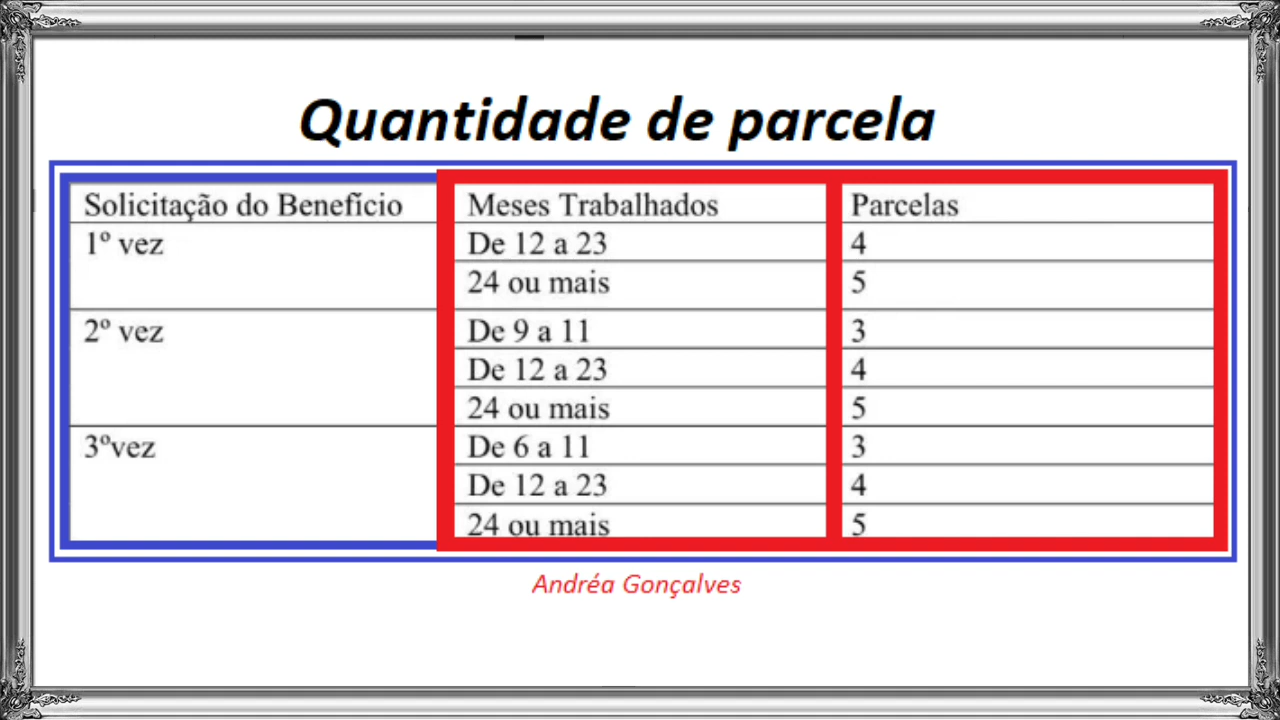 Quantidade de parcela
Solicitação do Benefício Meses Trabalhados Parcelas
1º vez De 12 a 23 4
24 ou mais 5
2º vez De 9 a 11 3
De 12 a 23 4
24 ou mais 5
3ºvez De 6 a 11 3
De 12 a 23 4
24 ou mais 5
Andréa Gonçalves